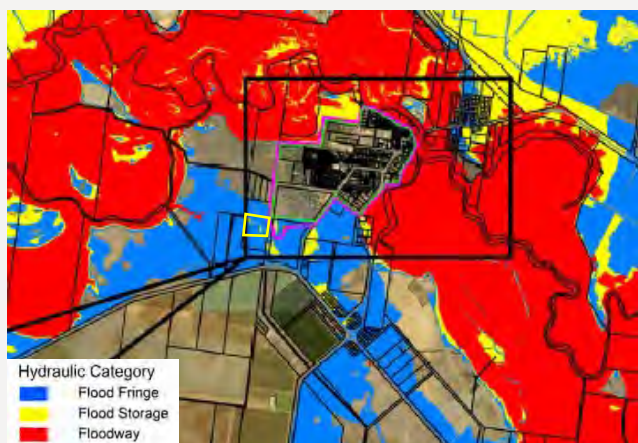 Hydraulic Category
Flood Fringe
Flood Storage
Floodway